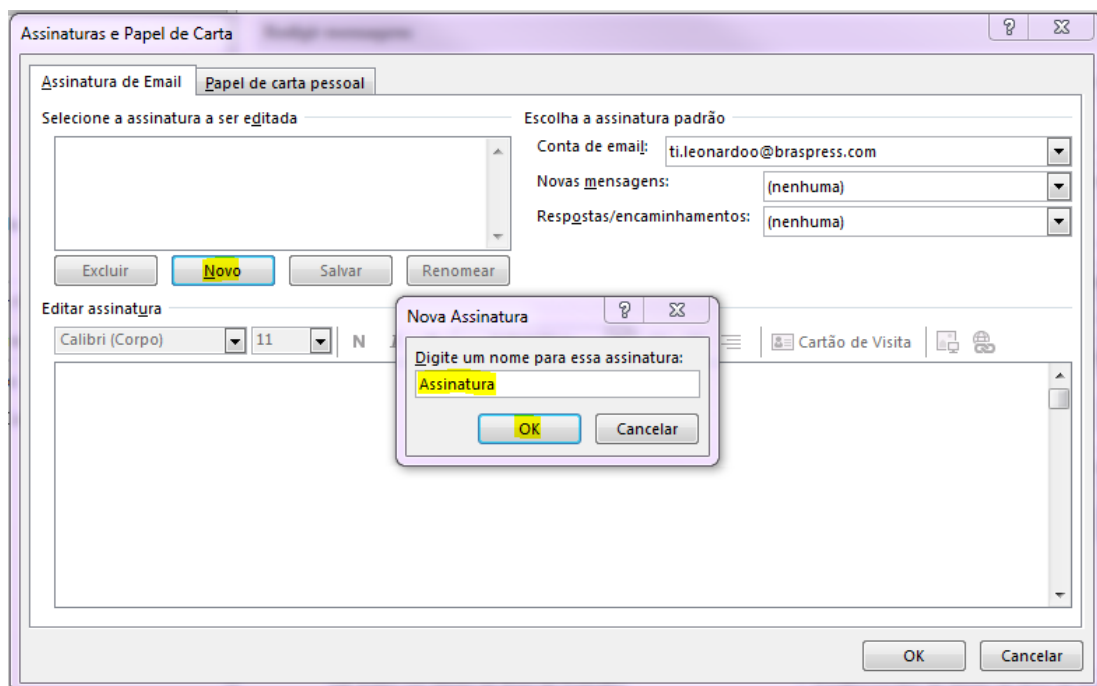 Assinaturas e Papel de Carta
Assinatura de Email
Papel de carta pessoal
Selecione a assinatura a ser editada
Escolha a assinatura padrão
Conta de email: ti.leonardoo@braspress.com
Novas mensagens: (nenhuma)
Respostas/encaminhamentos: (nenhuma)
Excluir Novo Salvar Renomear
Editar assinatura
Calibri (Corpo) 11 N
Cartão de Visita
Nova Assinatura
Digite um nome para essa assinatura:
Assinatura
OK Cancelar
OK Cancelar